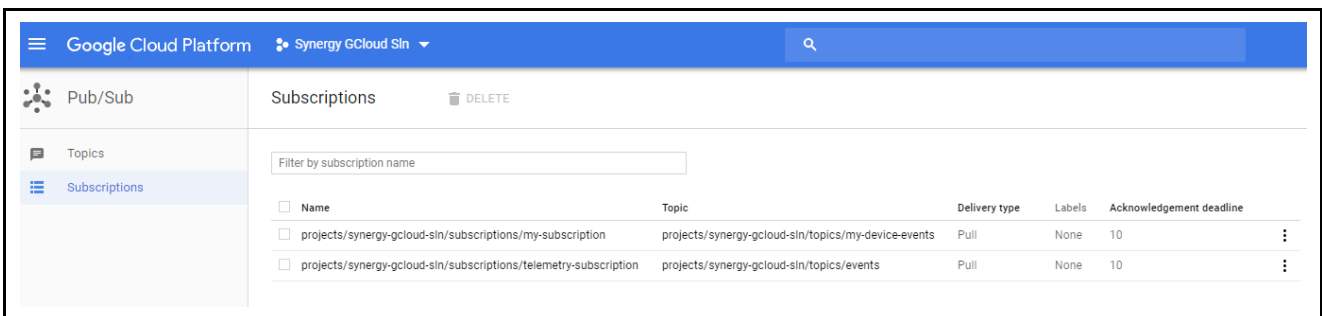 Google Cloud Platform Synergy GCloud Sln
Pub/Sub Subscriptions DELETE
Topics
Filter by subscription name
Subscriptions
Name Topic Delivery type Labels Acknowledgement deadline
projects/synergy-gcloud-sln/subscriptions/my-subscription projects/synergy-gcloud-sln/topics/my-device-events Pull None 10
projects/synergy-gcloud-sln/subscriptions/telemetry-subscription projects/synergy-gcloud-sln/topics/events Pull None 10